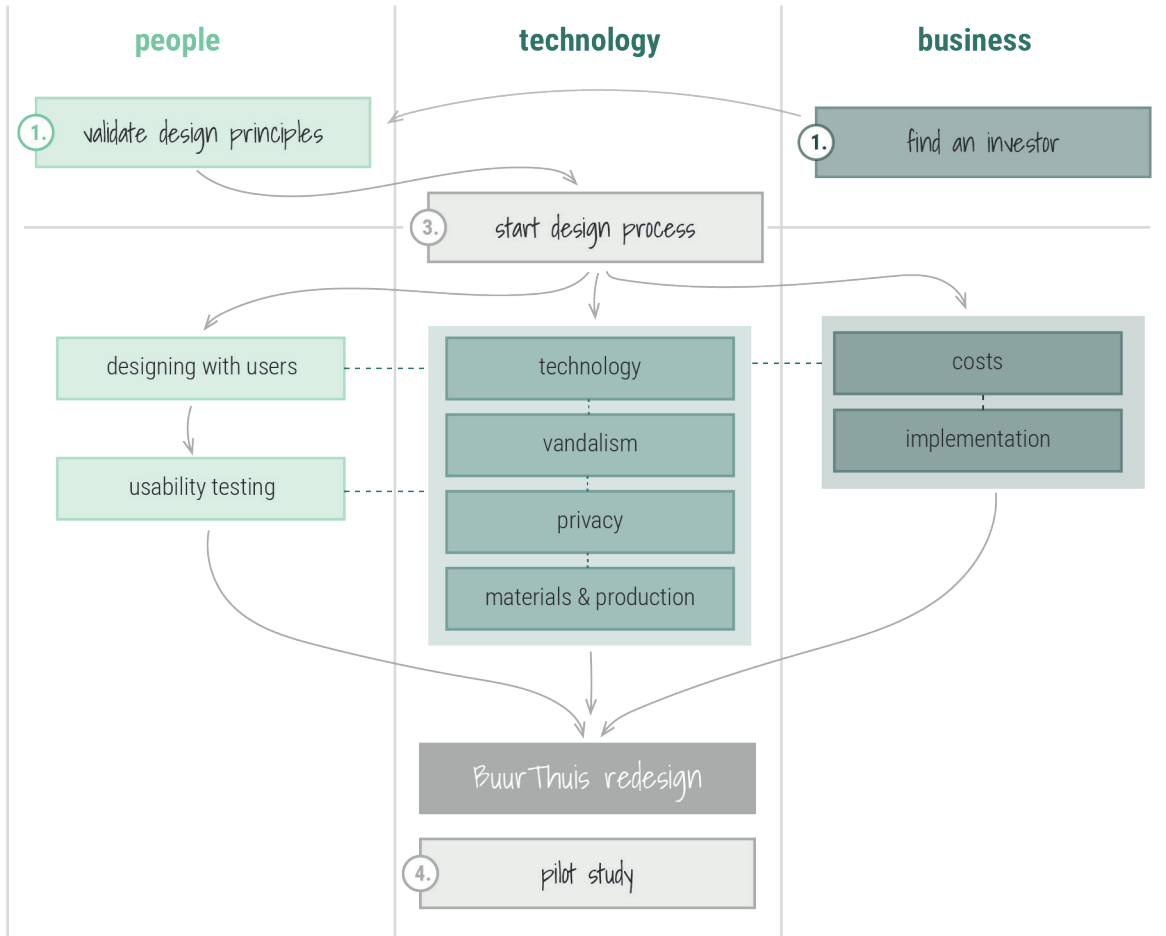 people
technology
business
1.
validate design principles
1.
find an investor
3.
start design process
designing with users
usability testing
technology
vandalism
privacy
materials & production
costs
implementation
BuurThuis redesign
4.
pilot study